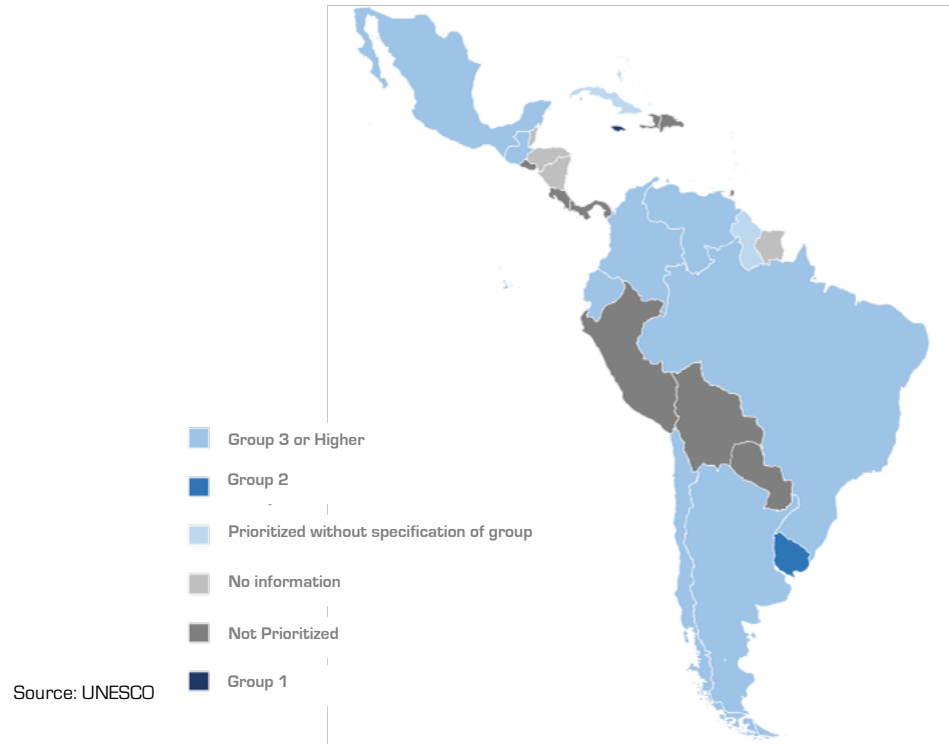 Group 3 or Higher
Group 2
Prioritized without specification of group
No information
Not Prioritized
Group 1
Source: UNESCO